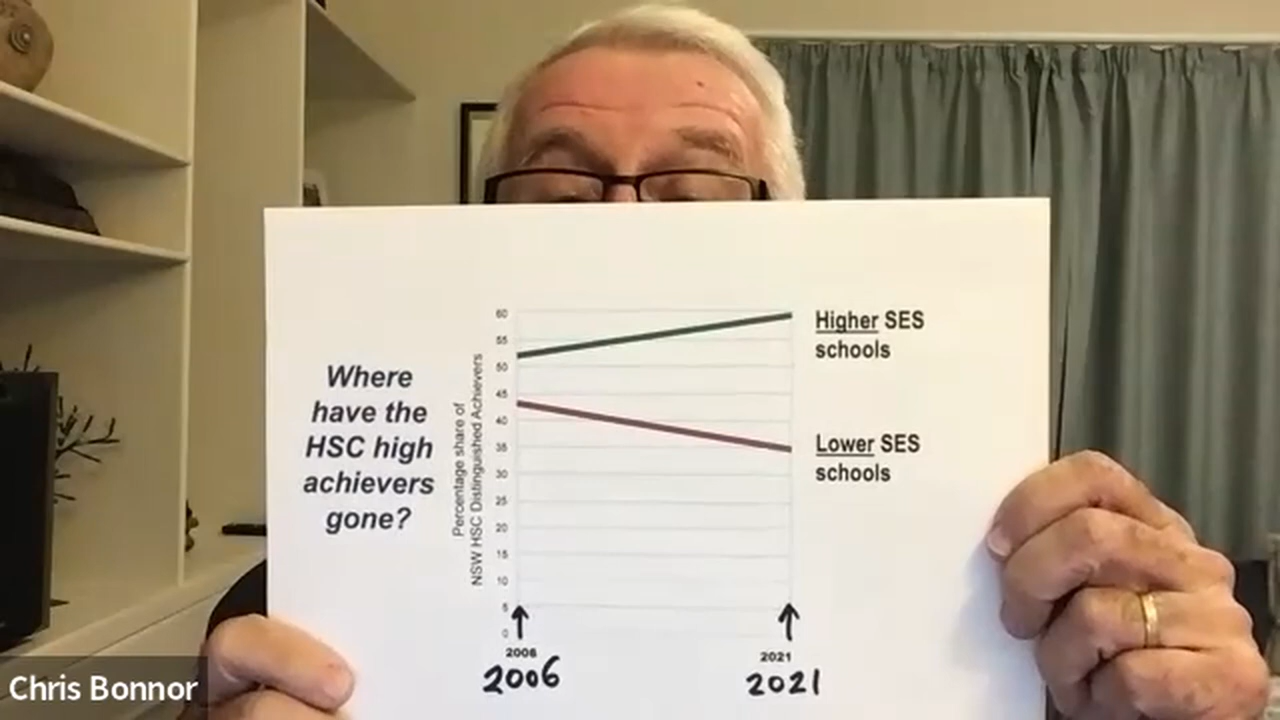 Where
have the
HSC high
achievers
gone?
Percentage share of
NSW HSC Distinguished Achievers
60
55
50
45
40
35
30
25
20
15
10
5
0
Higher SES
schools
Lower SES
schools
2006
2021
2006
2021
Chris Bonnor